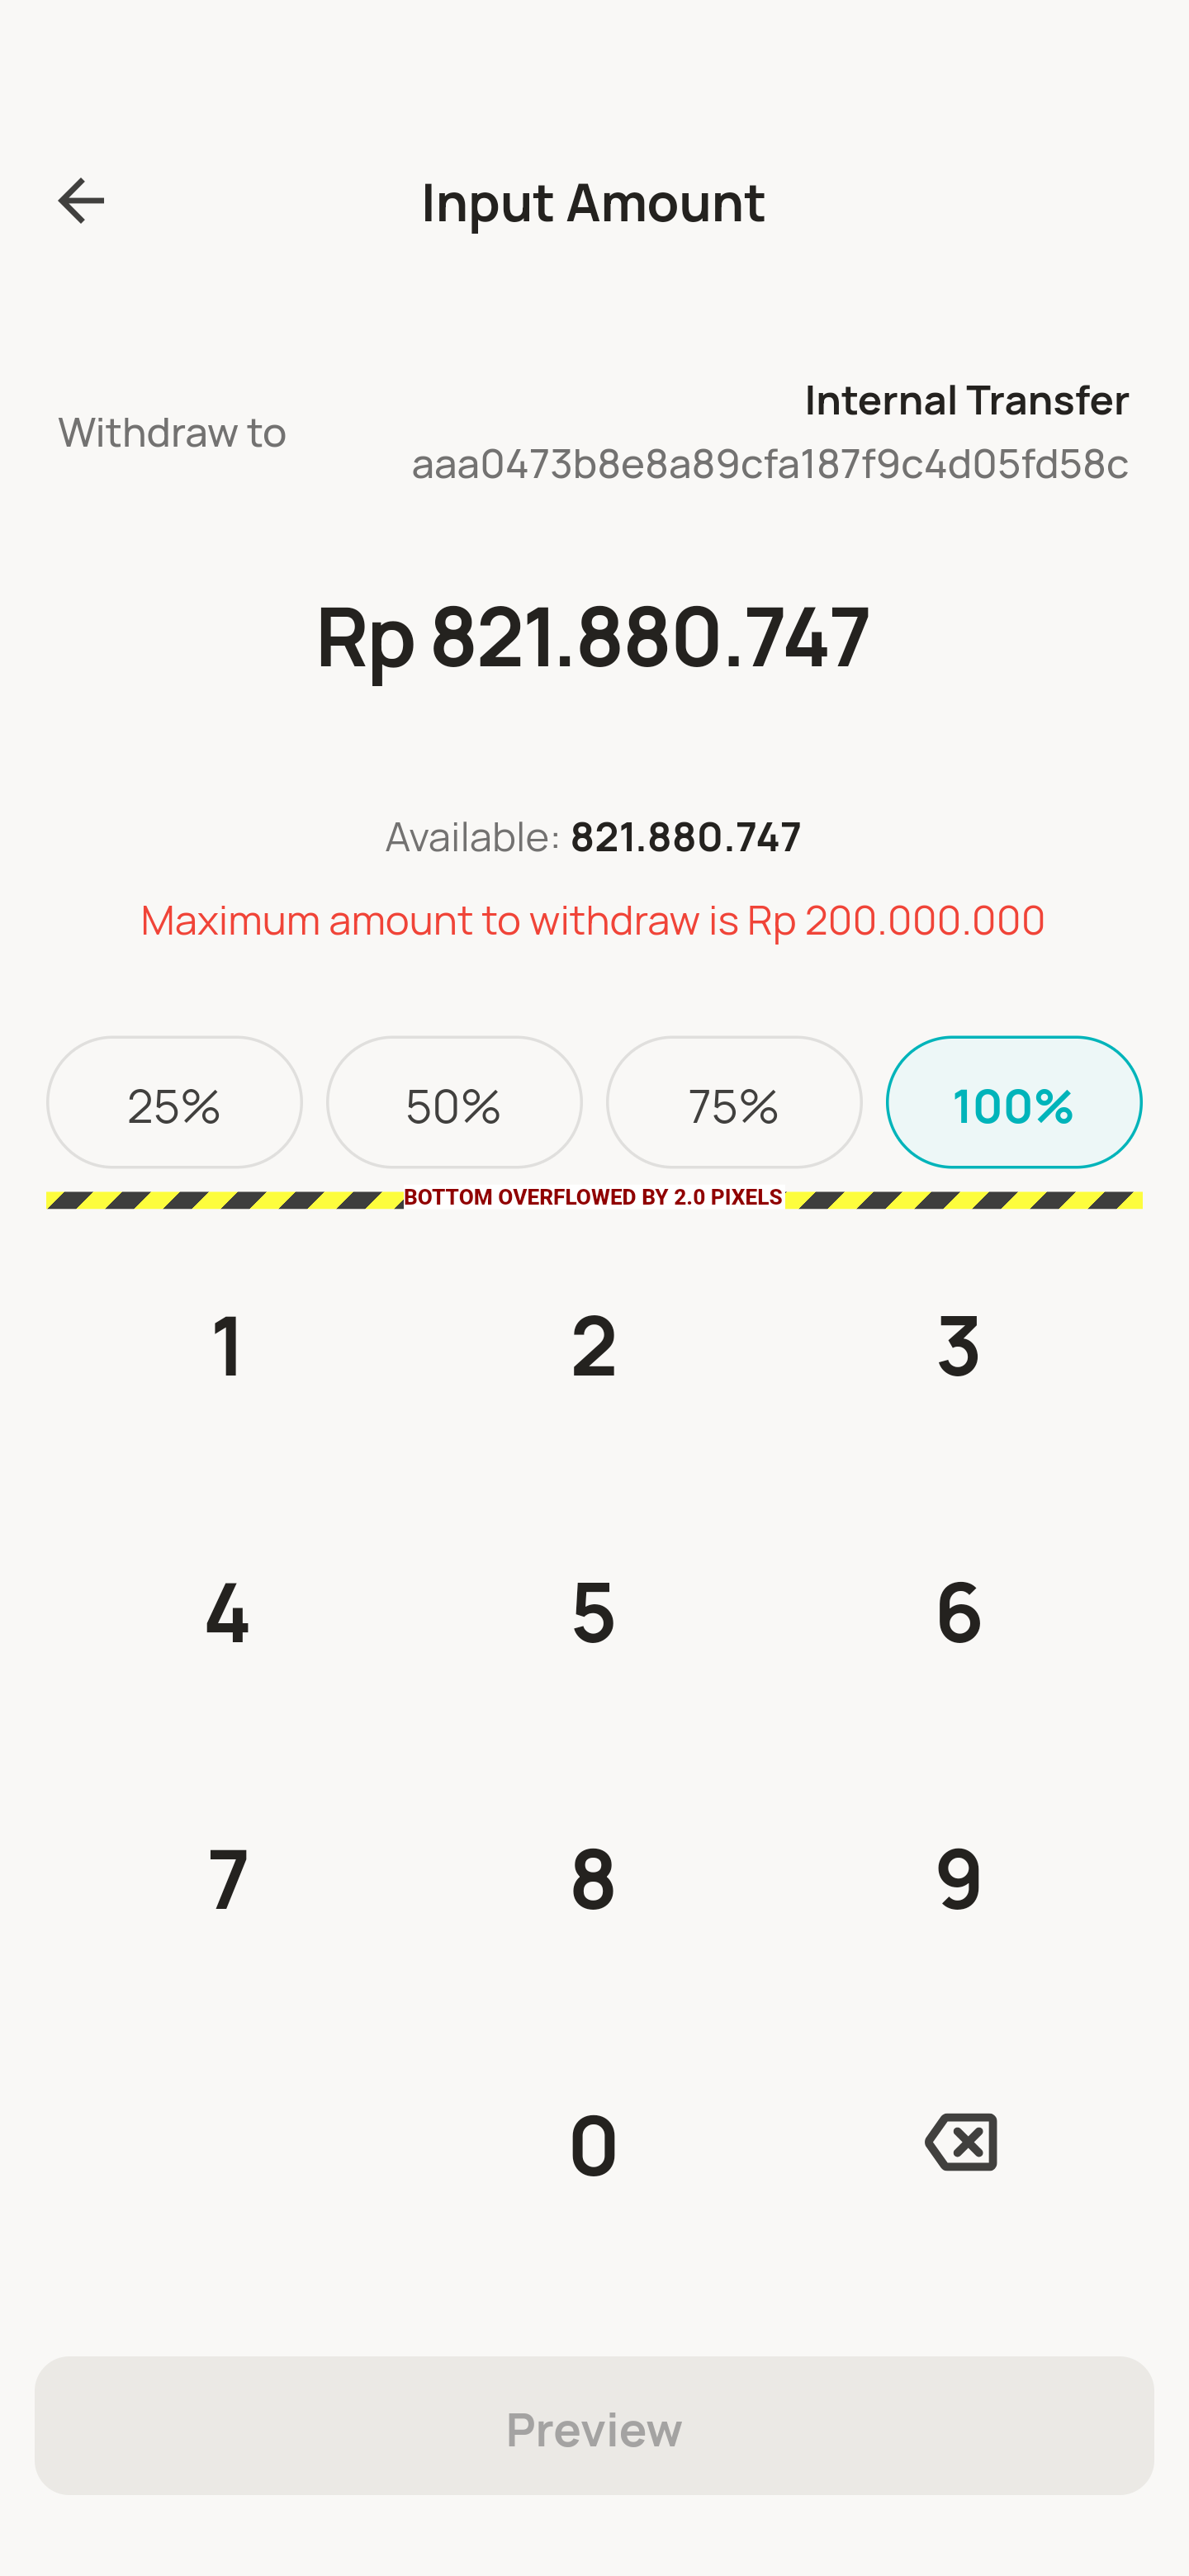 Input Amount
Withdraw to
Internal Transfer
aaa0473b8e8a89cfa187f9c4d05fd58c
Rp 821.880.747
Available: 821.880.747
Maximum amount to withdraw is Rp 200.000.000
25% 50% 75% 100%
BOTTOM OVERFLOWED BY 2.0 PIXELS
1 2 3
4 5 6
7 8 9
0
Preview